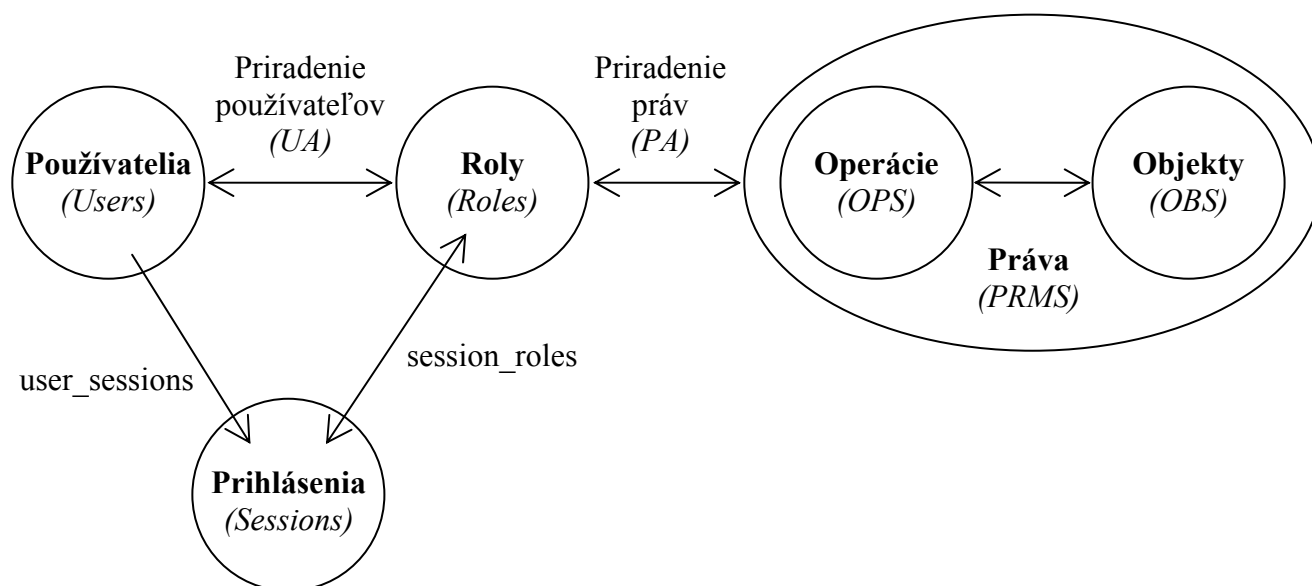 Priradenie
používateľov
(UA)
Priradenie
práv
(PA)
Používatelia
(Users)
Roly
(Roles)
Operácie
(OPS)
Objekty
(OBS)
Práva
(PRMS)
user_sessions
session_roles
Prihlásenia
(Sessions)